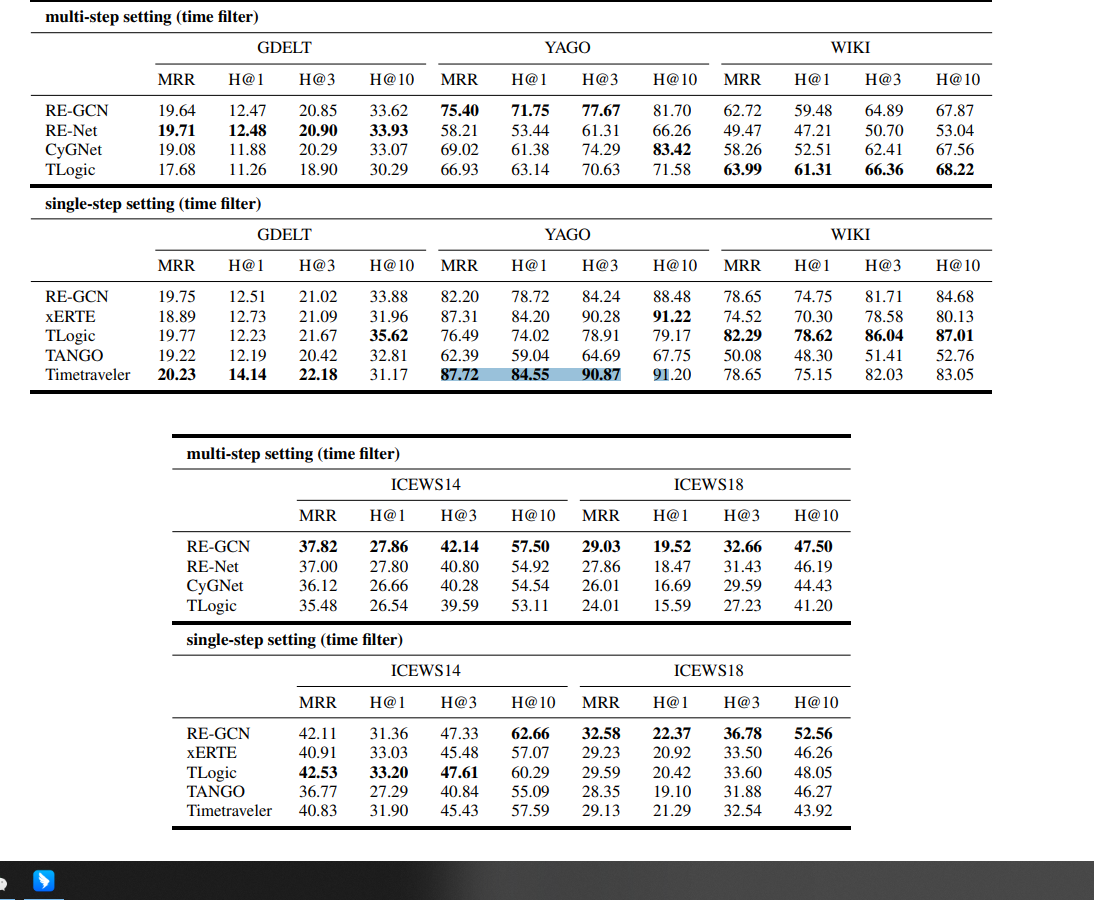 multi-step setting (time filter)
GDELT YAGO WIKI
MRR H@1 H@3 H@10 MRR H@1 H@3 H@10 MRR H@1 H@3 H@10
RE-GCN 19.64 12.47 20.85 33.62 75.40 71.75 77.67 81.70 62.72 59.48 64.89 67.87
RE-Net 19.71 12.48 20.90 33.93 58.21 53.44 61.31 66.26 49.47 47.21 50.70 53.04
CyGNet 19.08 11.88 20.29 33.07 69.02 61.38 74.29 83.42 58.26 52.51 62.41 67.56
TLogic 17.68 11.26 18.90 30.29 66.93 63.14 70.63 71.58 63.99 61.31 66.36 68.22
single-step setting (time filter)
GDELT YAGO WIKI
MRR H@1 H@3 H@10 MRR H@1 H@3 H@10 MRR H@1 H@3 H@10
RE-GCN 19.75 12.51 21.02 33.88 82.20 78.72 84.24 88.48 78.65 74.75 81.71 84.68
xERTE 18.89 12.73 21.09 31.96 87.31 84.20 90.28 91.22 74.52 70.30 78.58 80.13
TLogic 19.77 12.23 21.67 35.62 76.49 74.02 78.91 79.17 82.29 78.62 86.04 87.01
TANGO 19.22 12.19 20.42 32.81 62.39 59.04 64.69 67.75 50.08 48.30 51.41 52.76
Timetraveler 20.23 14.14 22.18 31.17 87.72 84.55 90.87 91.20 78.65 75.15 82.03 83.05
multi-step setting (time filter)
ICEWS14 ICEWS18
MRR H@1 H@3 H@10 MRR H@1 H@3 H@10
RE-GCN 37.82 27.86 42.14 57.50 29.03 19.52 32.66 47.50
RE-Net 37.00 27.80 40.80 54.92 27.86 18.47 31.43 46.19
CyGNet 36.12 26.66 40.28 54.54 26.01 16.69 29.59 44.43
TLogic 35.48 26.54 39.59 53.11 24.01 15.59 27.23 41.20
single-step setting (time filter)
ICEWS14 ICEWS18
MRR H@1 H@3 H@10 MRR H@1 H@3 H@10
RE-GCN 42.11 31.36 47.33 62.66 32.58 22.37 36.78 52.56
xERTE 40.91 33.03 45.48 57.07 29.23 20.92 33.50 46.26
TLogic 42.53 33.20 47.61 60.29 29.59 20.42 33.60 48.05
TANGO 36.77 27.29 40.84 55.09 28.35 19.10 31.88 46.27
Timetraveler 40.83 31.90 45.43 57.59 29.13 21.29 32.54 43.92